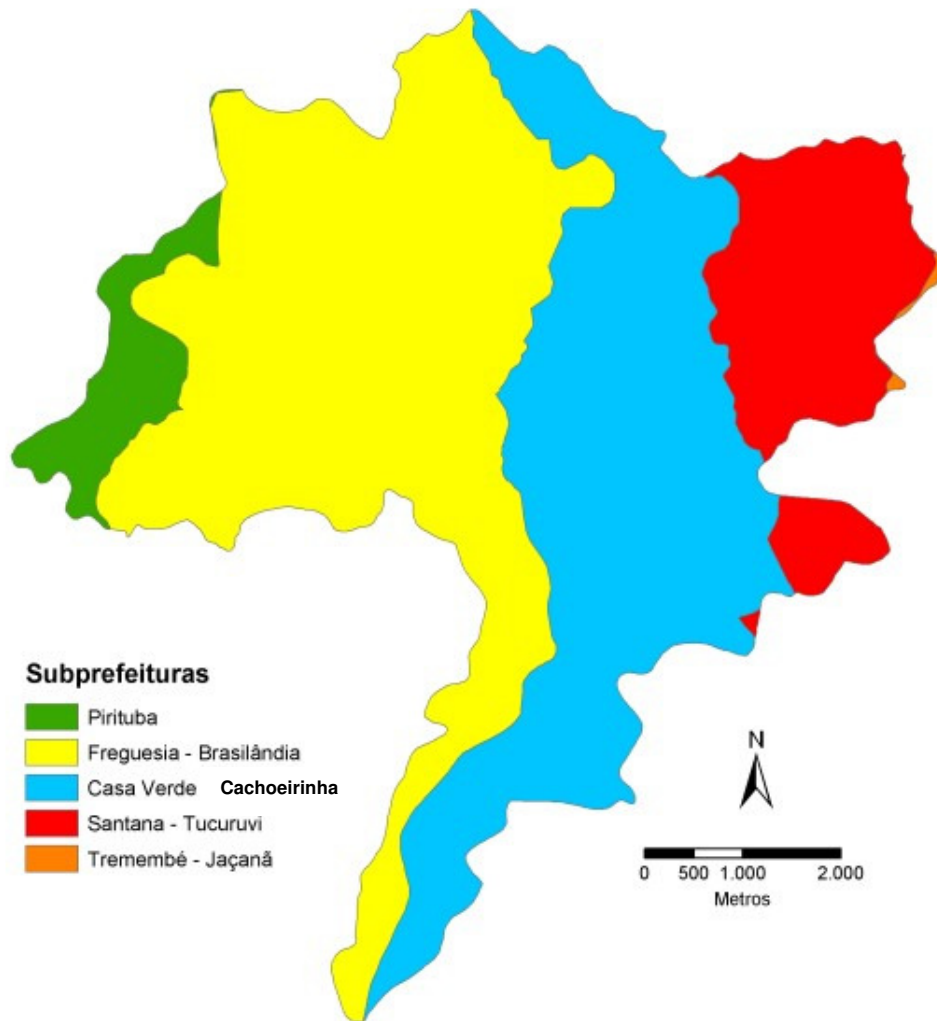 Subprefeituras
Pirituba
Freguesia - Brasilândia
Casa Verde Cachoeirinha
Santana - Tucuruvi
Tremembé - Jaçanã
N
0 500 1.000 2.000
Metros